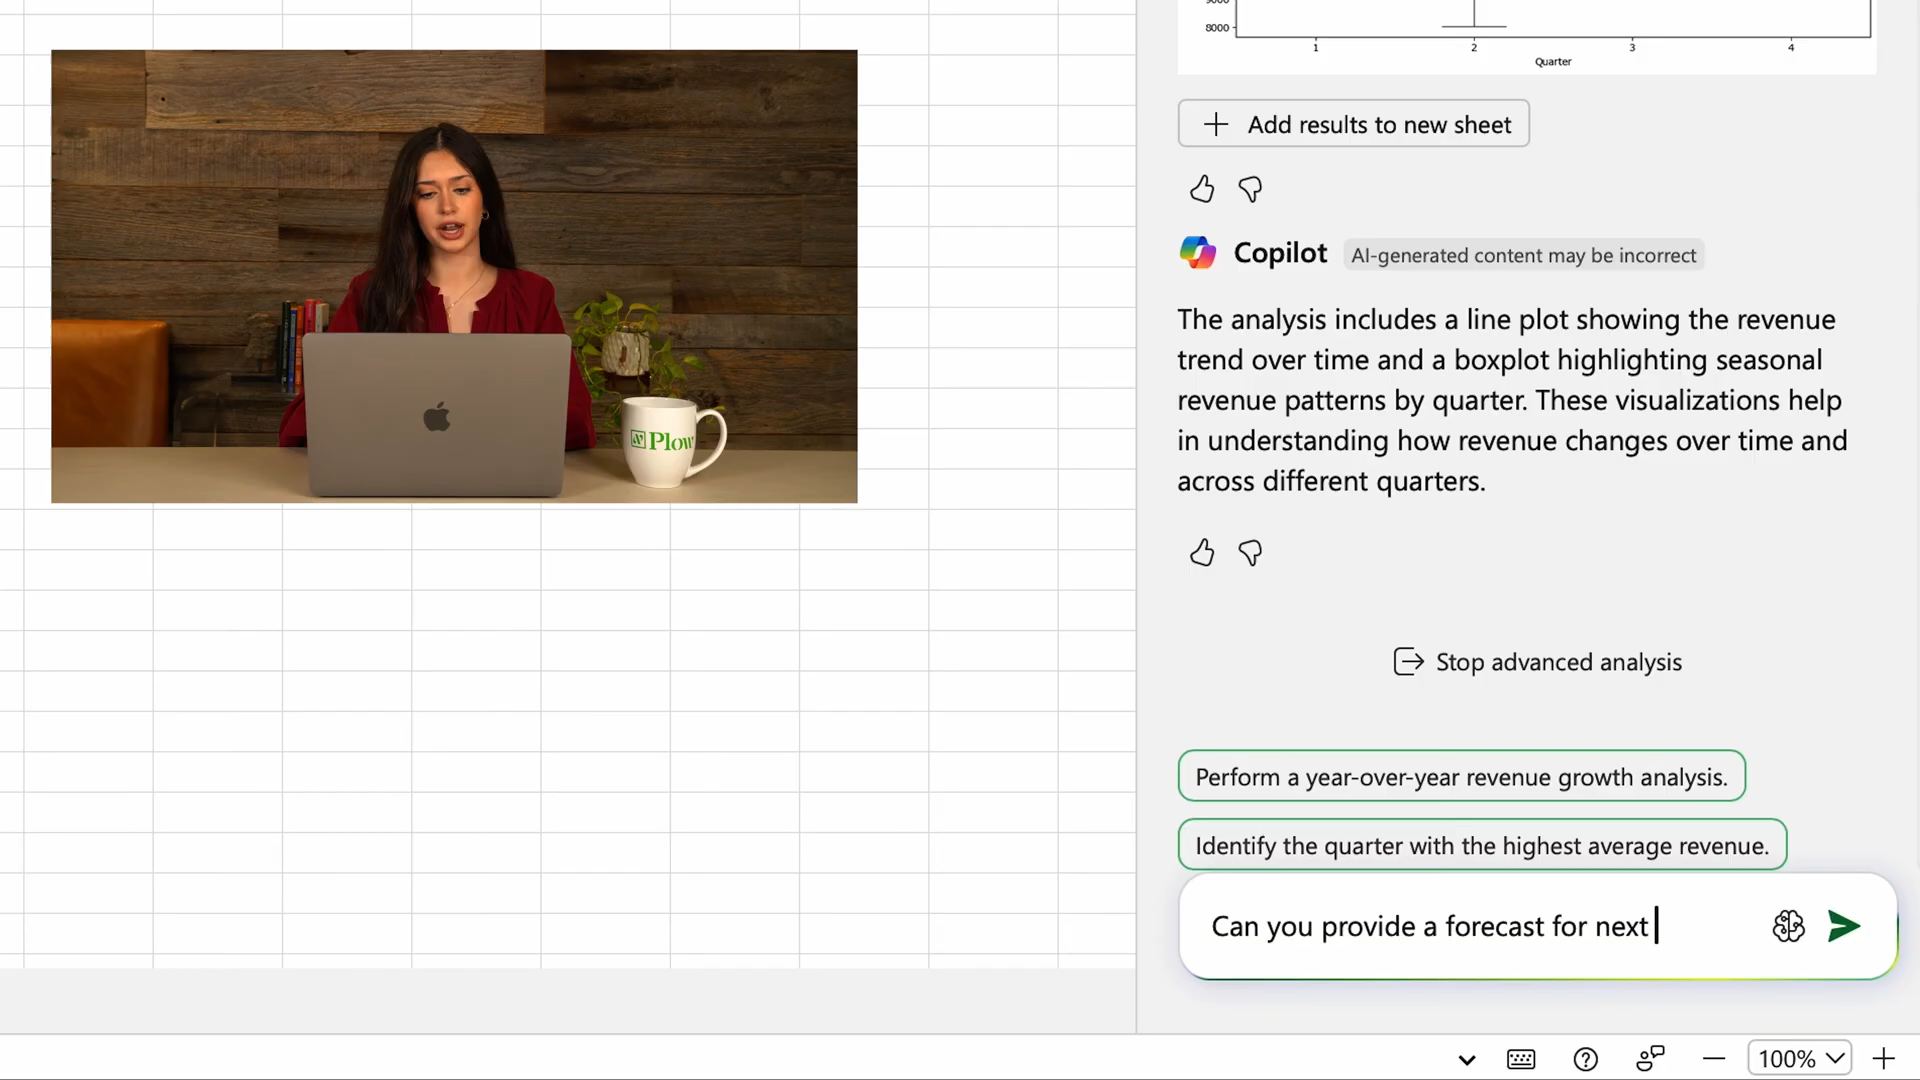 8000
1
2
3
4
Quarter
Add results to new sheet
Copilot
AI-generated content may be incorrect
The analysis includes a line plot showing the revenue
trend over time and a boxplot highlighting seasonal
revenue patterns by quarter. These visualizations help
in understanding how revenue changes over time and
across different quarters.
Plow
Stop advanced analysis
Perform a year-over-year revenue growth analysis.
Identify the quarter with the highest average revenue.
Can you provide a forecast for next
100%